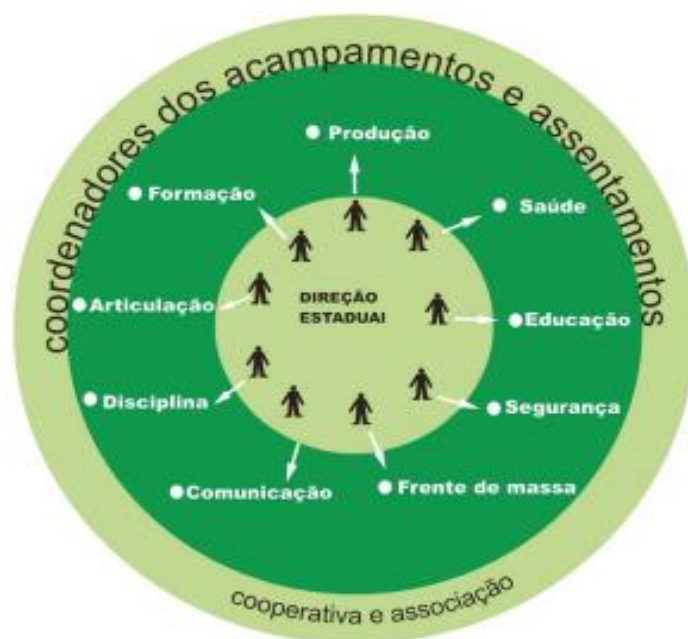 coordenadores dos acampamentos e assentamentos
Produção
Formação
Saúde
Articulação
DIREÇÃO
ESTADUAI
Educação
Disciplina
Segurança
Comunicação
Frente de massa
cooperativa e associação